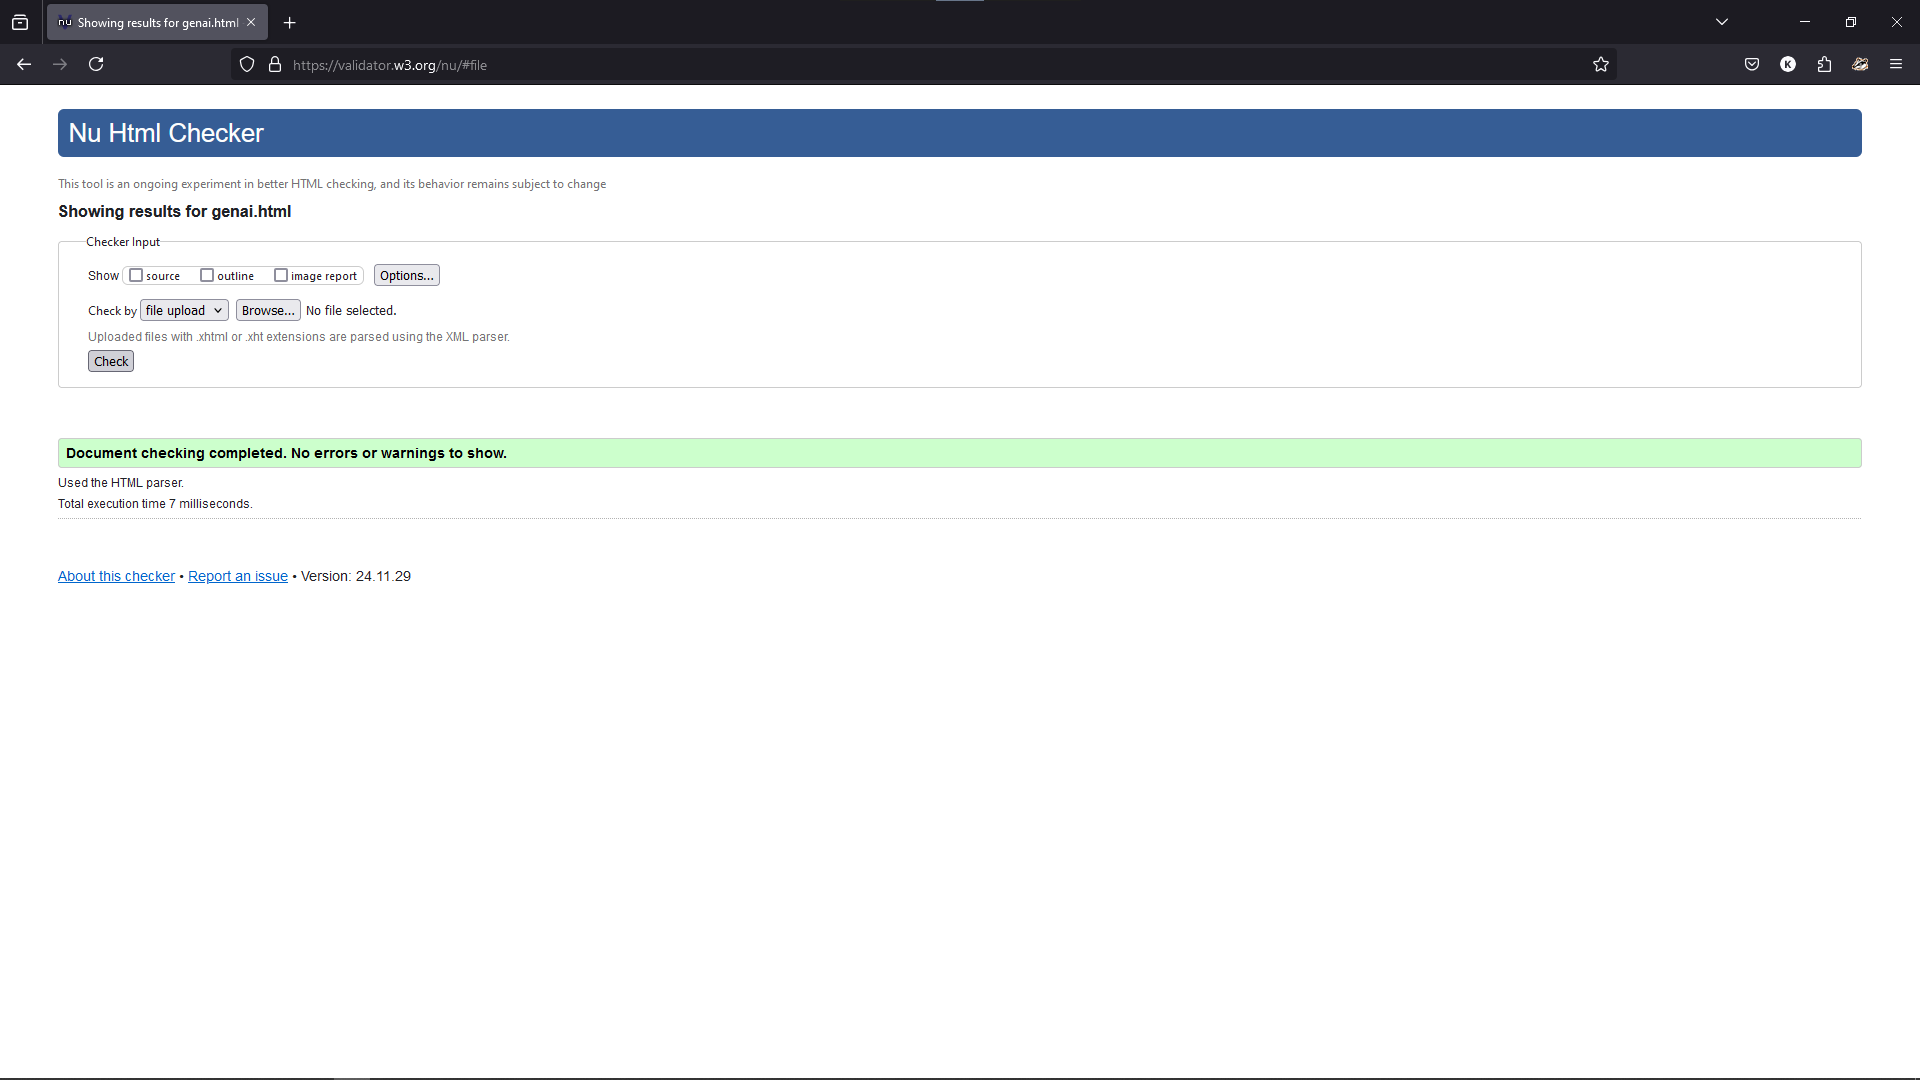 nu Showing results for genai.html
https://validator.w3.org/nu/#file
K
Nu Html Checker
This tool is an ongoing experiment in better HTML checking, and its behavior remains subject to change
Showing results for genai.html
Checker Input
Show source outline image report Options...
Check by file upload Browse... No file selected.
Uploaded files with .xhtml or .xht extensions are parsed using the XML parser.
Check
Document checking completed. No errors or warnings to show.
Used the HTML parser.
Total execution time 7 milliseconds.
About this checker • Report an issue • Version: 24.11.29